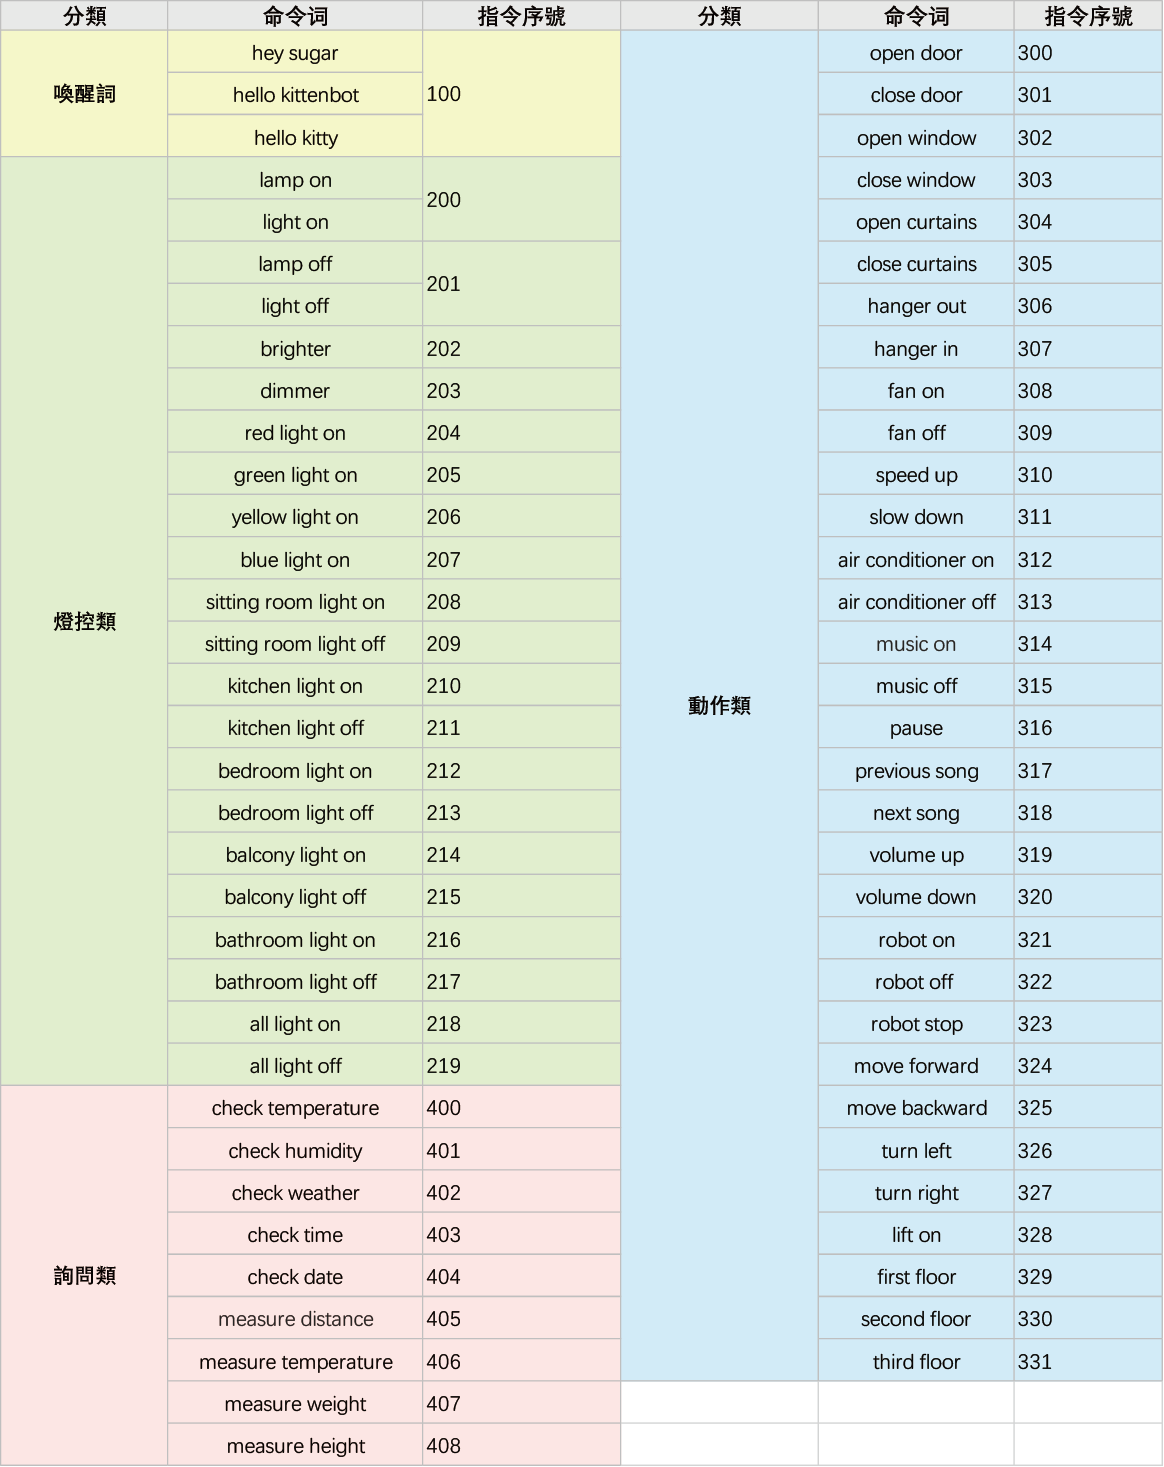 分類 命令词 指令序號 分類 命令词 指令序號
喚醒詞 hey sugar 100
hello kittenbot
hello kitty
燈控類 lamp on 200
light on
lamp off 201
light off
brighter 202
dimmer 203
red light on 204
green light on 205
yellow light on 206
blue light on 207
sitting room light on 208
sitting room light off 209
kitchen light on 210
kitchen light off 211
bedroom light on 212
bedroom light off 213
balcony light on 214
balcony light off 215
bathroom light on 216
bathroom light off 217
all light on 218
all light off 219
詢問類 check temperature 400
check humidity 401
check weather 402
check time 403
check date 404
measure distance 405
measure temperature 406
measure weight 407
measure height 408
動作類 open door 300
close door 301
open window 302
close window 303
open curtains 304
close curtains 305
hanger out 306
hanger in 307
fan on 308
fan off 309
speed up 310
slow down 311
air conditioner on 312
air conditioner off 313
music on 314
music off 315
pause 316
previous song 317
next song 318
volume up 319
volume down 320
robot on 321
robot off 322
robot stop 323
move forward 324
move backward 325
turn left 326
turn right 327
lift on 328
first floor 329
second floor 330
third floor 331